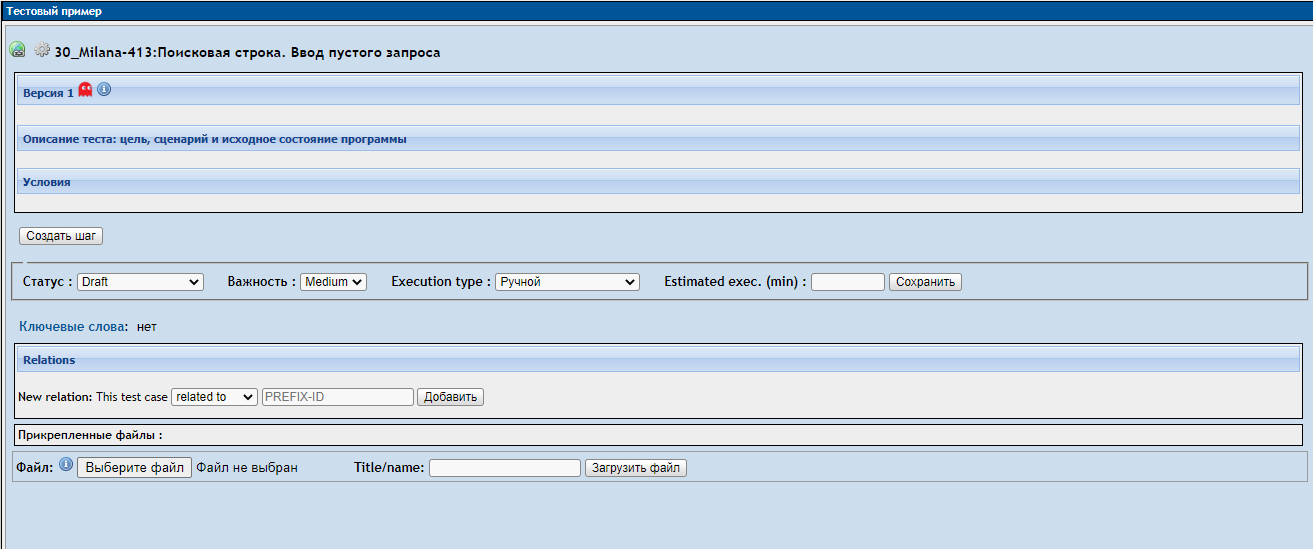 Тестовый пример
30_Milana-413:Поисковая строка. Ввод пустого запроса
Версия 1
Описание теста: цель, сценарий и исходное состояние программы
Условия
Создать шаг
Статус : Draft Важность : Medium Execution type : Ручной Estimated exec. (min) : Сохранить
Ключевые слова: нет
Relations
New relation: This test case related to PREFIX-ID Добавить
Прикрепленные файлы :
Файл: Выберите файл Файл не выбран Title/name: Загрузить файл